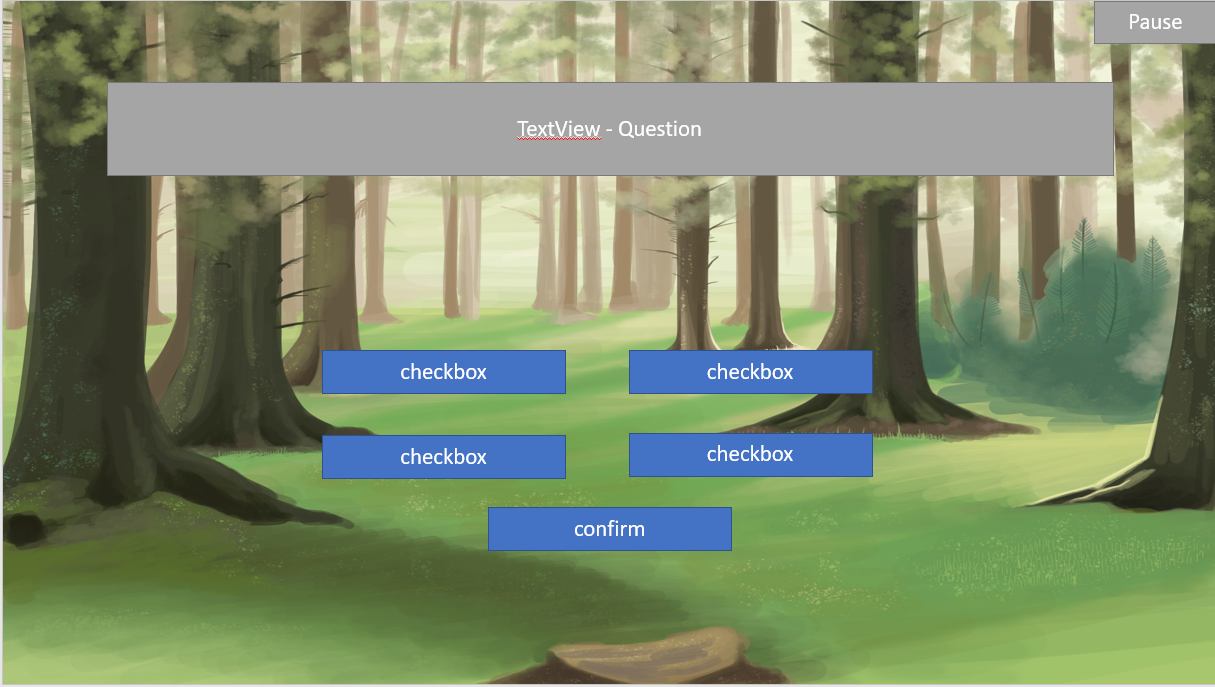 Pause
TextView - Question
checkbox
checkbox
checkbox
checkbox
confirm